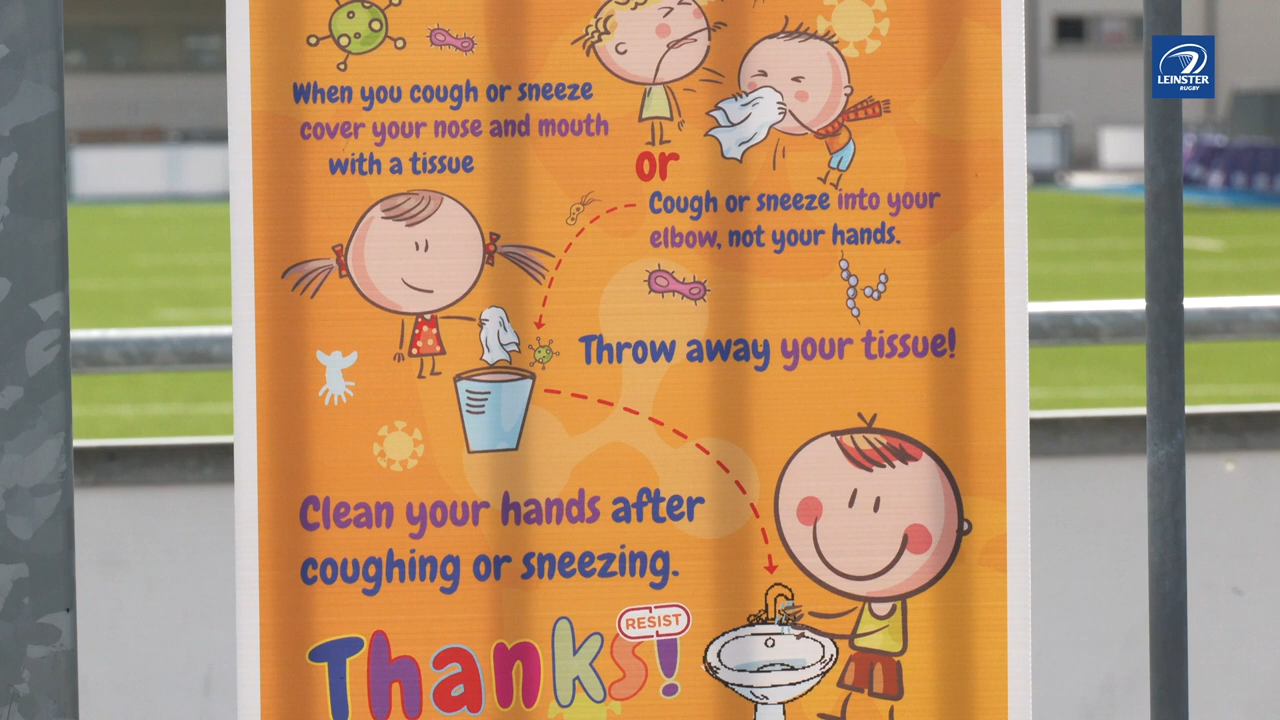 LEINSTER
RUGBY
When you cough or sneeze
cover your nose and mouth
with a tissue
or
Cough or sneeze into your
elbow, not your hands.
Throw away your tissue!
Clean your hands after
coughing or sneezing.
RESIST
Thanks!